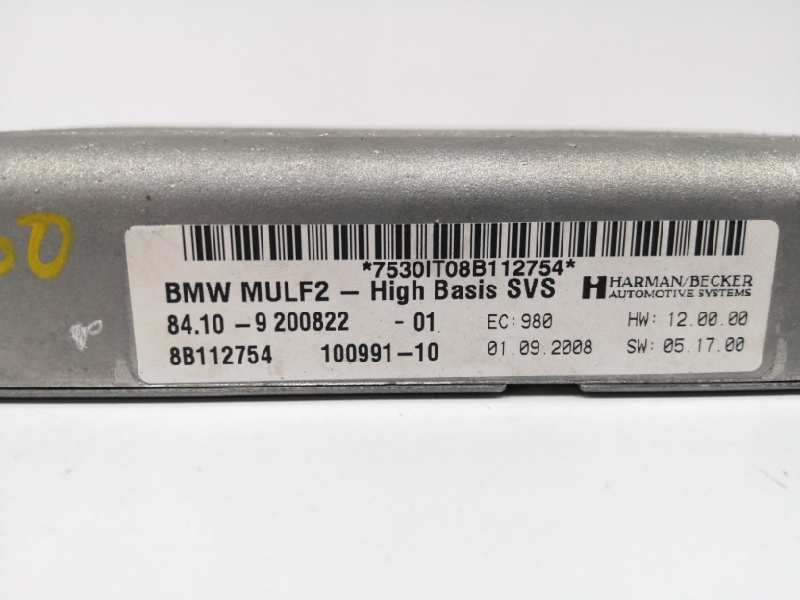 *7530IT08B112754*
BMW MULF2 – High Basis SVS
HARMAN/BECKER
AUTOMOTIVE SYSTEMS
84.10 – 9 200822 - 01 EC: 980 HW: 12.00.00
8B112754 100991-10 01.09.2008 SW: 05.17.00